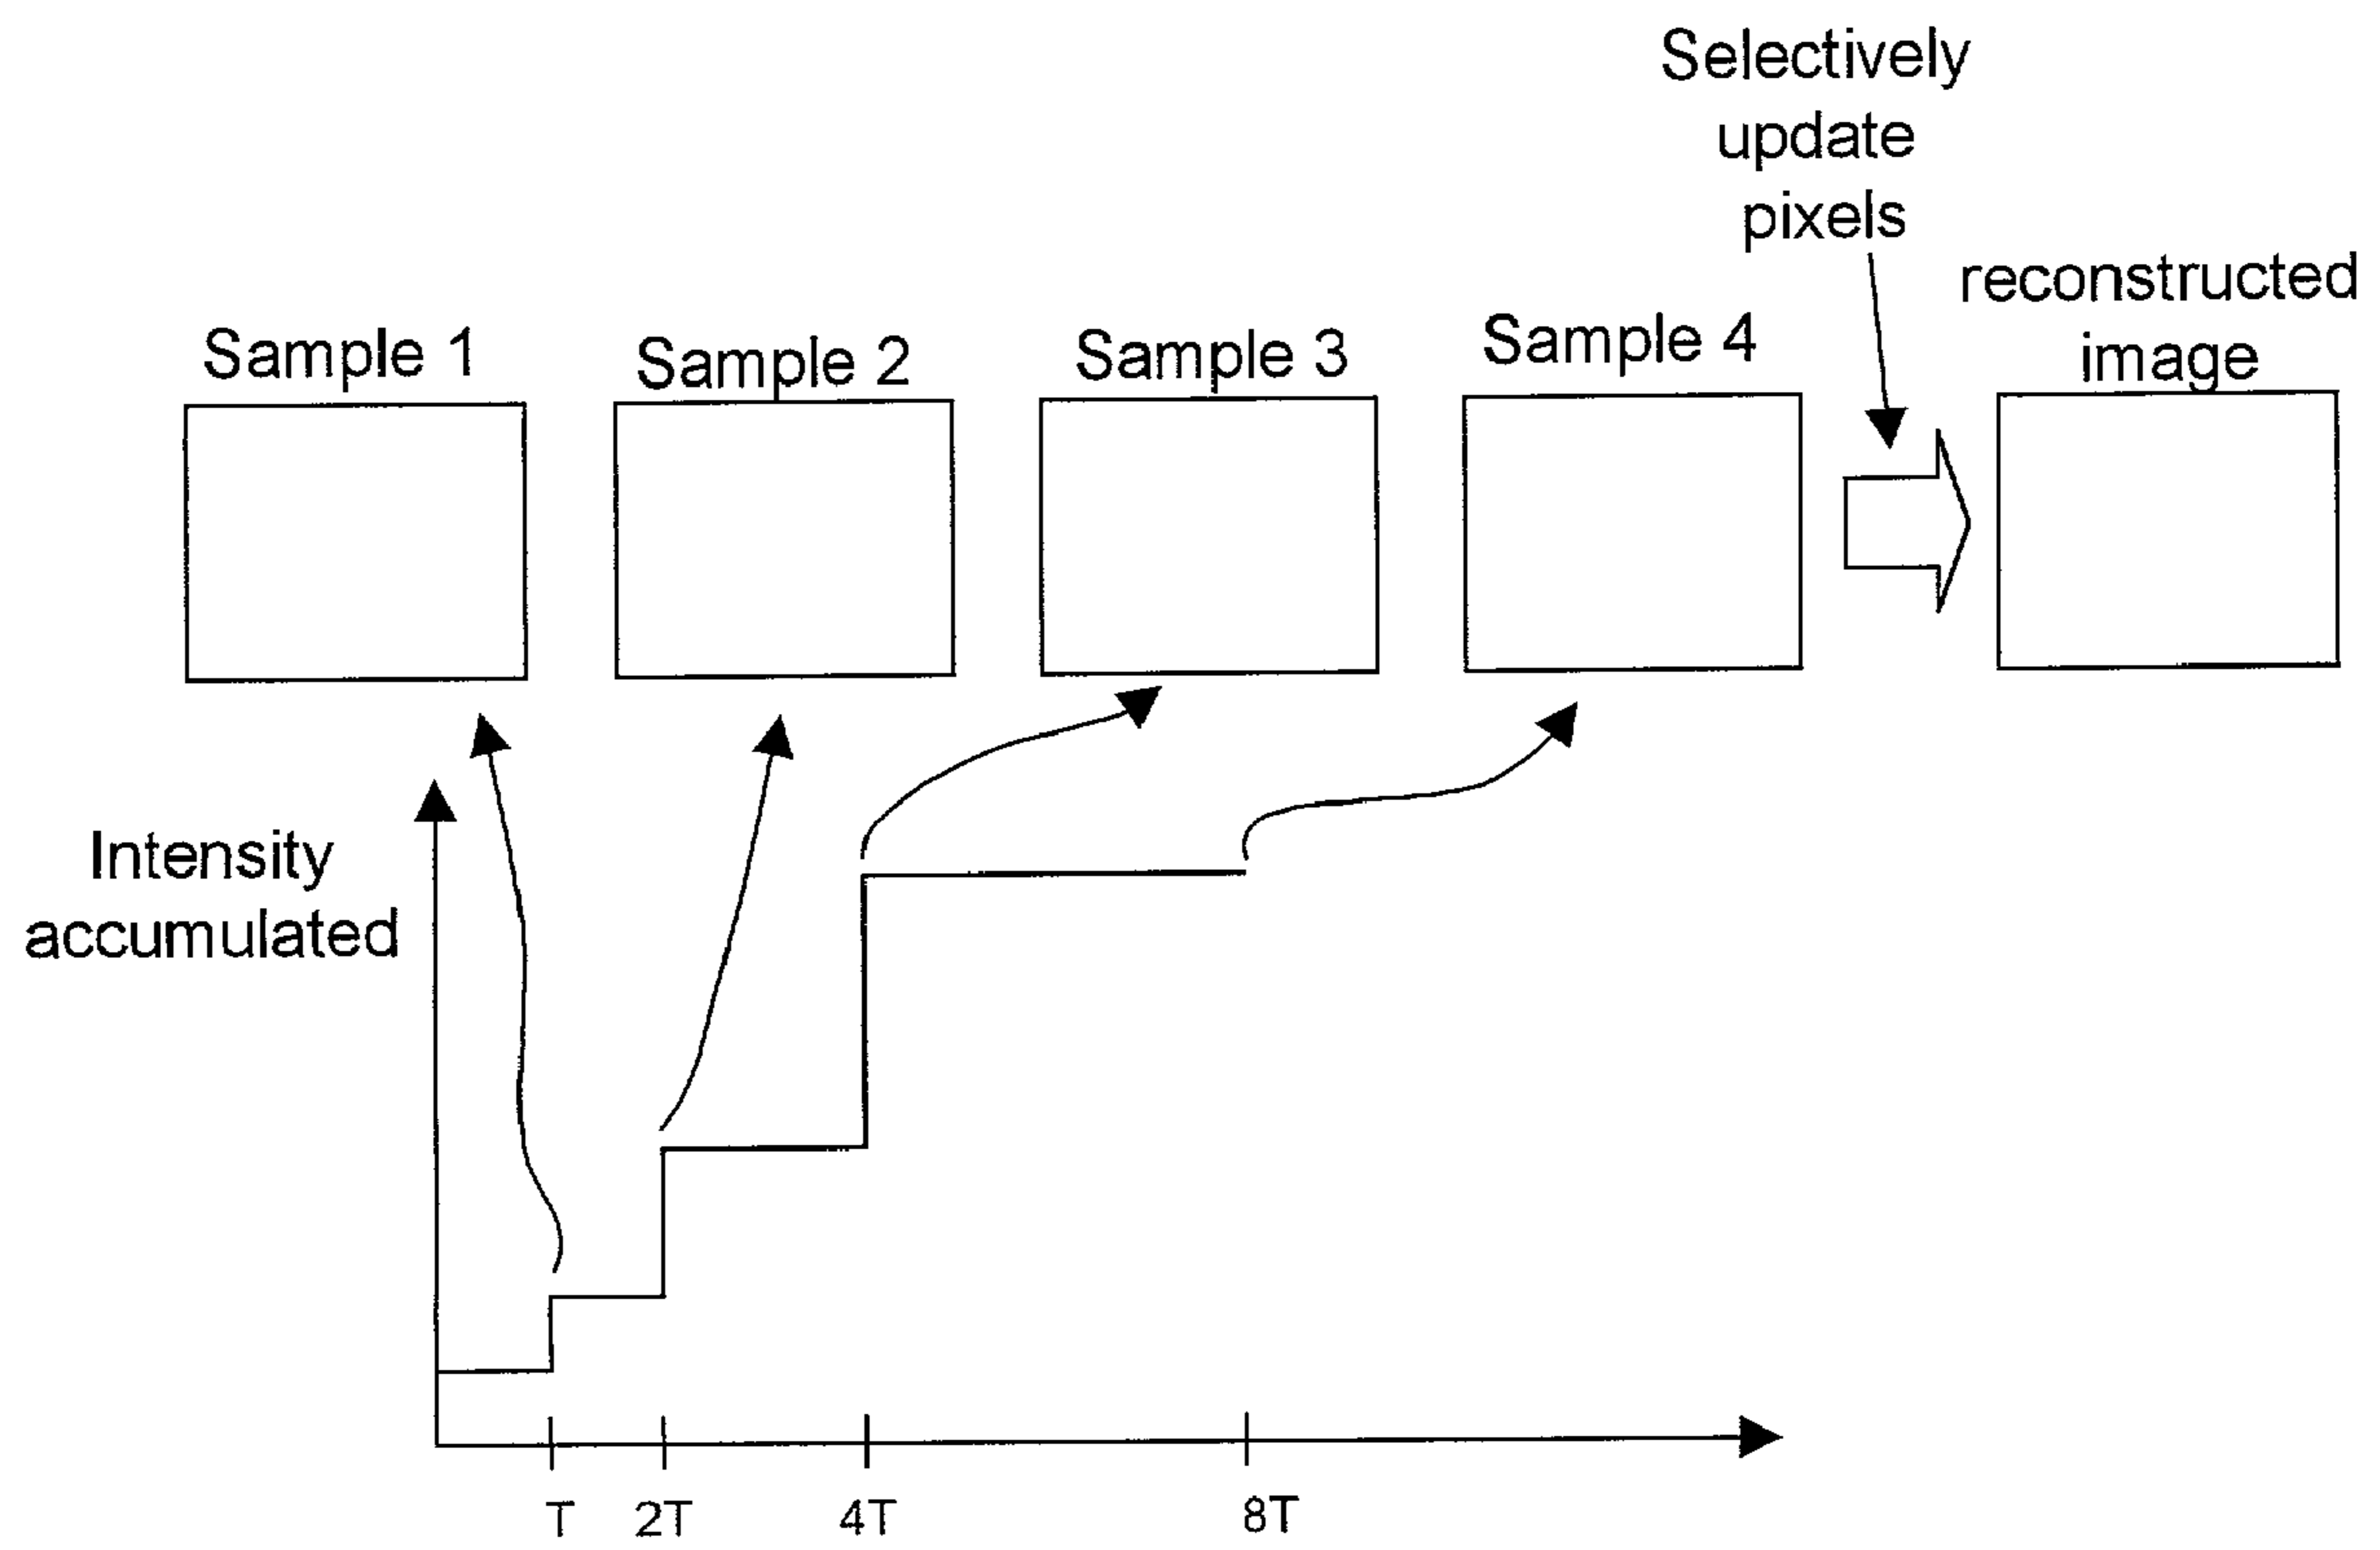 Selectively
update
pixels
reconstructed
image
Sample 1
Sample 2
Sample 3
Sample 4
Intensity
accumulated
T
2T
4T
8T